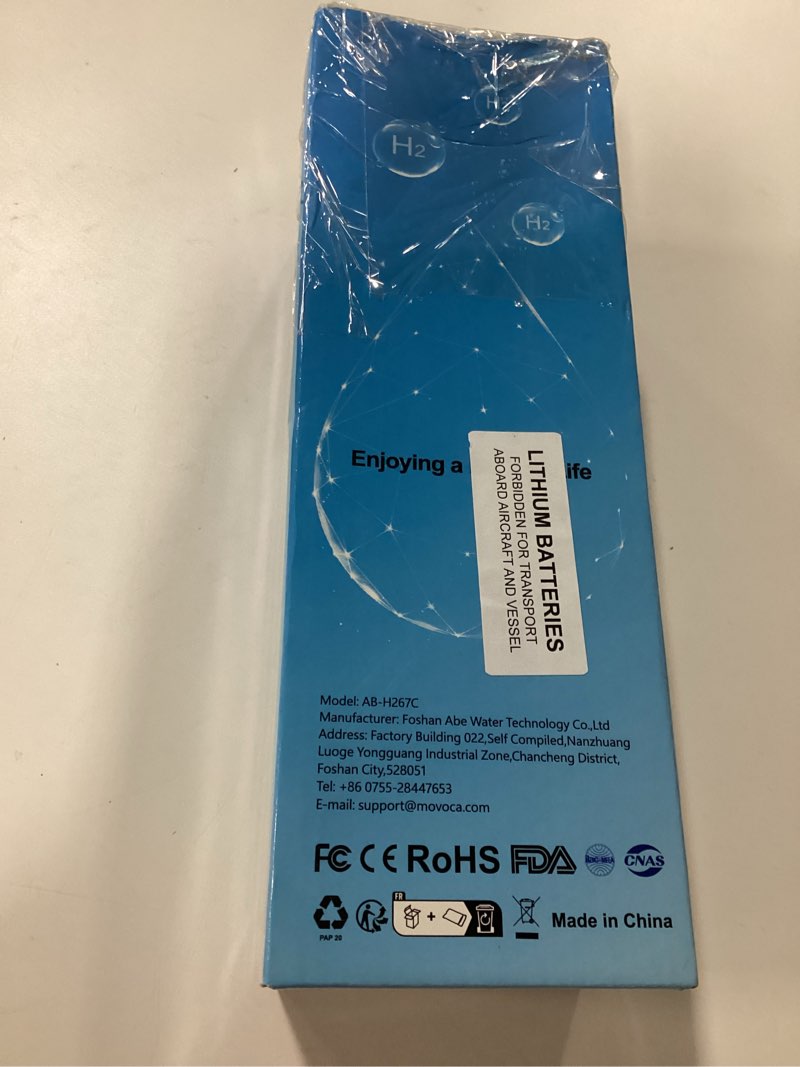 H2
H2
Enjoying a ife
LITHIUM BATTERIES
FORBIDDEN FOR TRANSPORT
ABOARD AIRCRAFT AND VESSEL
Model: AB-H267C
Manufacturer: Foshan Abe Water Technology Co.,Ltd
Address: Factory Building 022,Self Compiled,Nanzhuang
Luoge Yongguang Industrial Zone,Chancheng District,
Foshan City,528051
Tel: +86 0755-28447653
E-mail: support@movoca.com
FC CE RoHS FDA CNAS
PAP 20
FR
+
Made in China